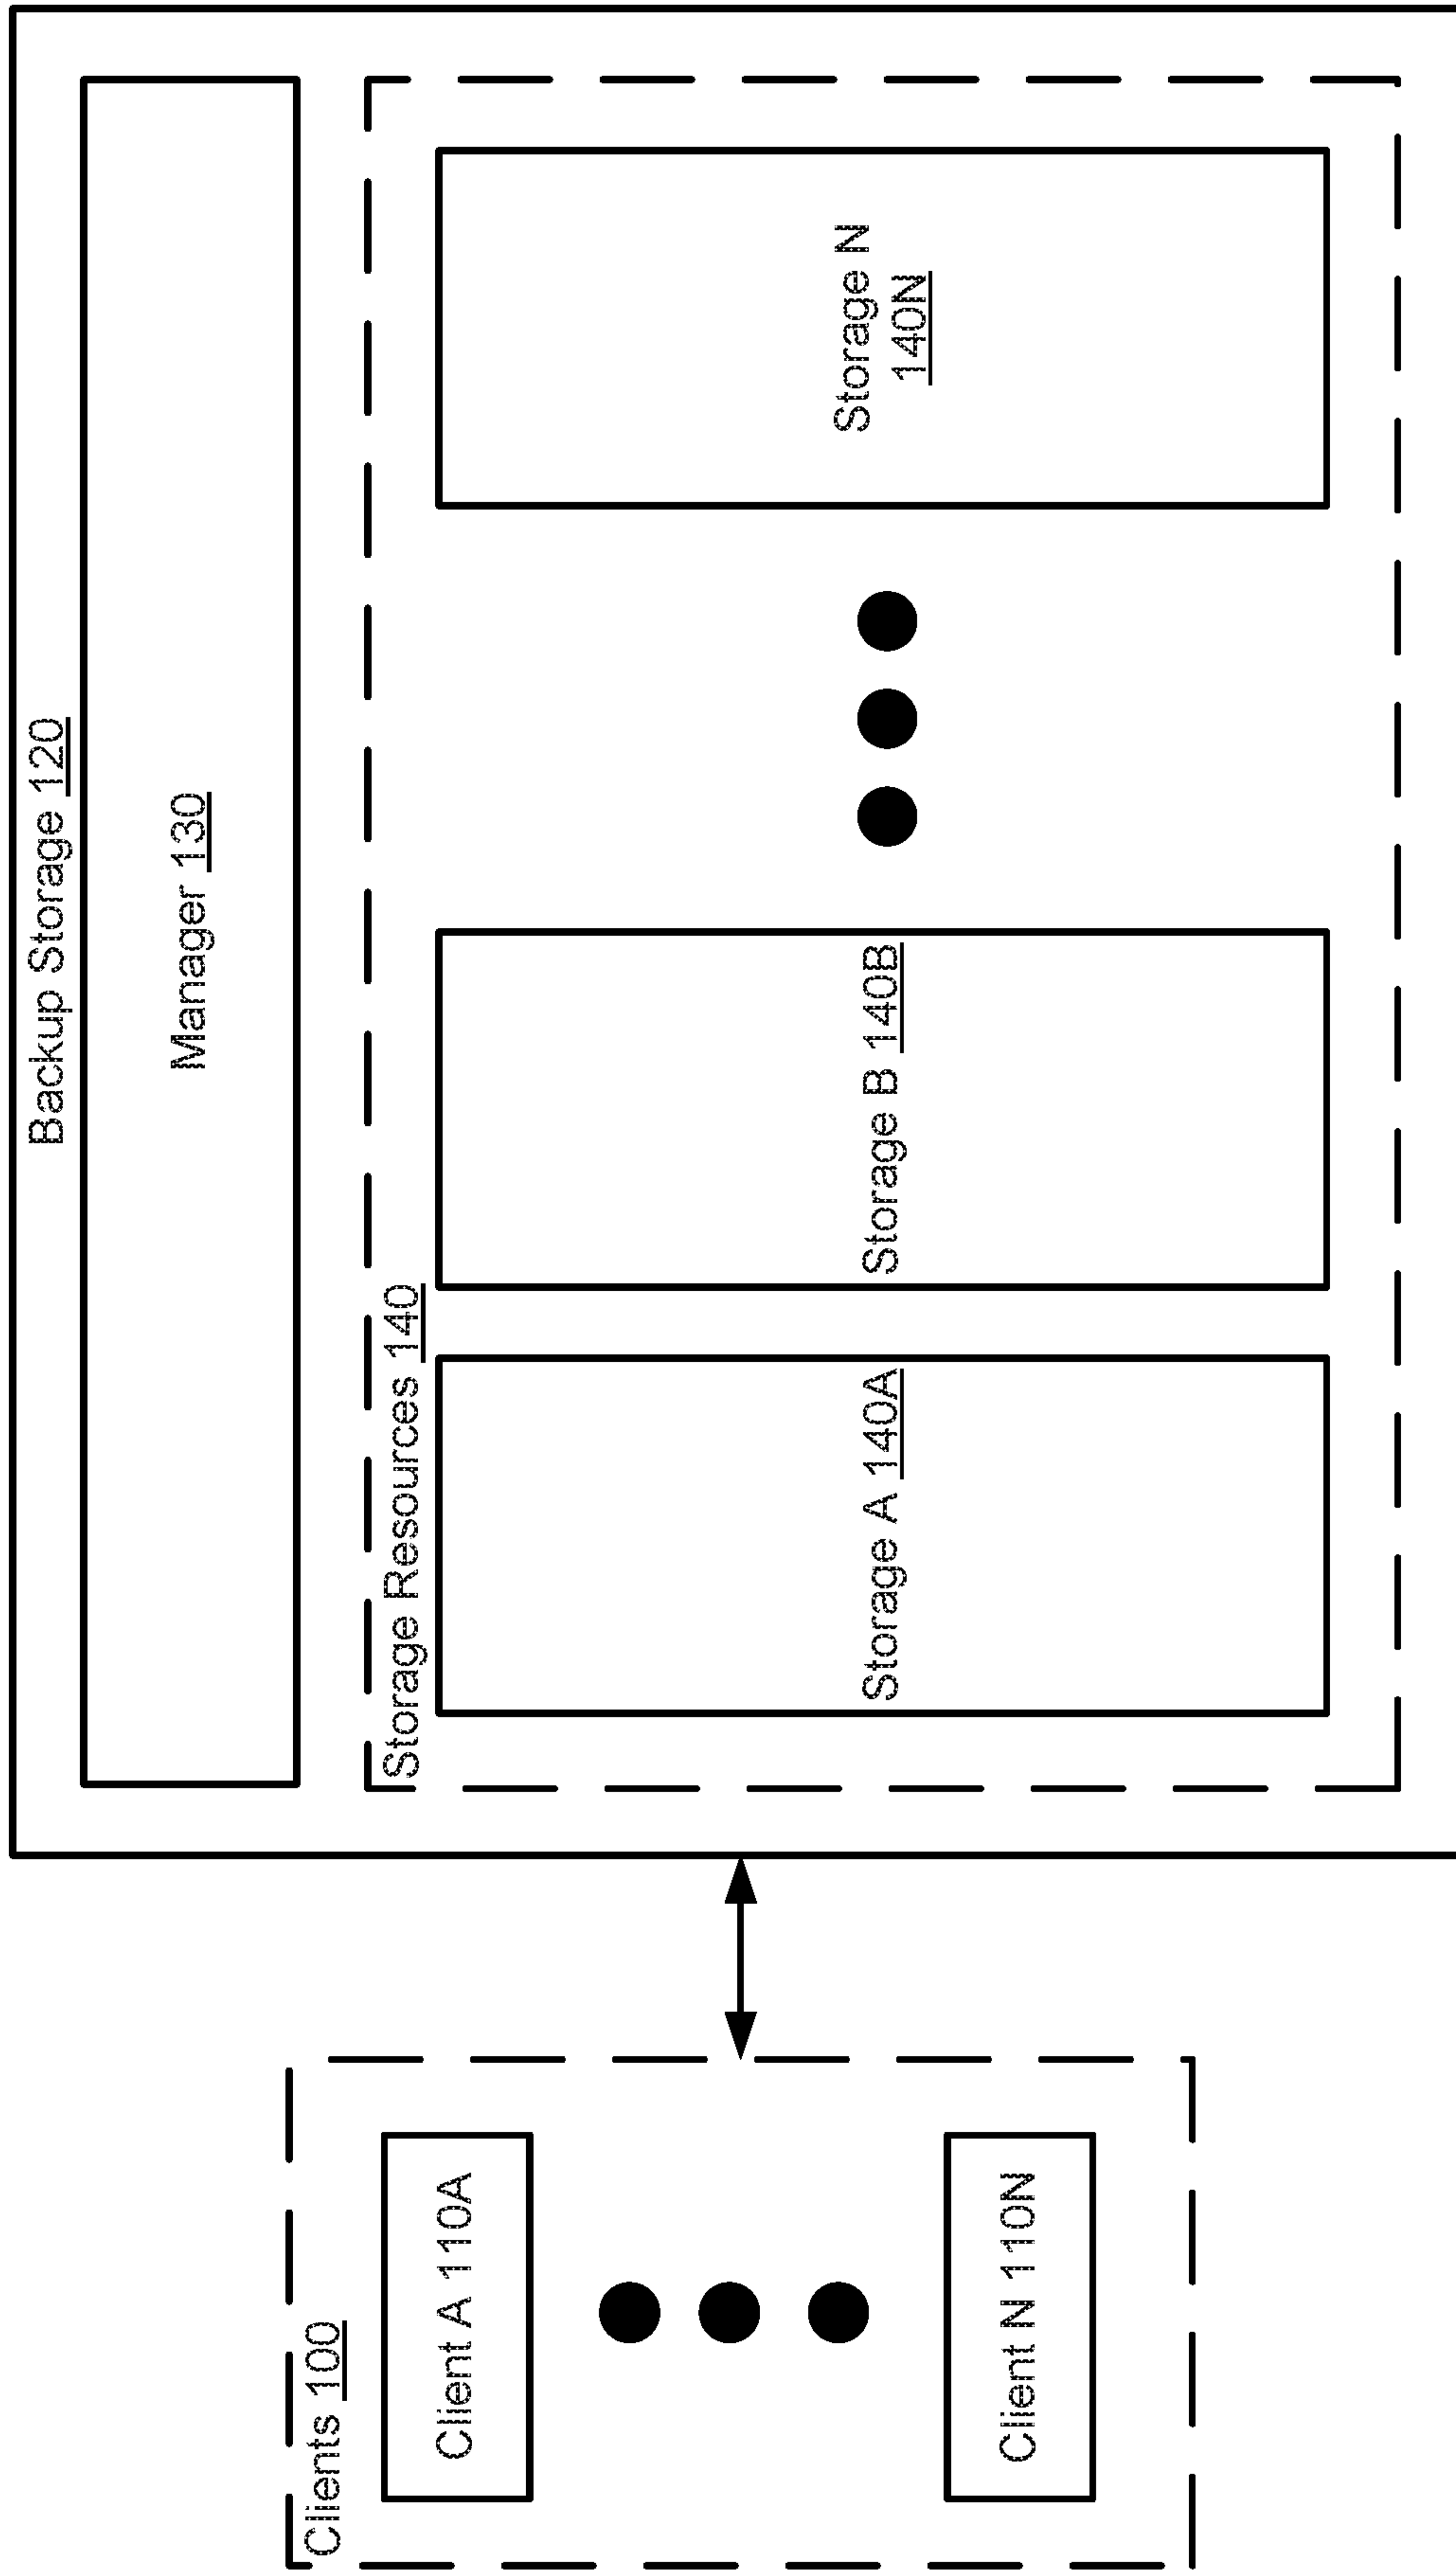 Clients 100
Client A 110A
Client N 110N
Backup Storage 120
Manager 130
Storage Resources 140
Storage A 140A
Storage B 140B
Storage N
140N